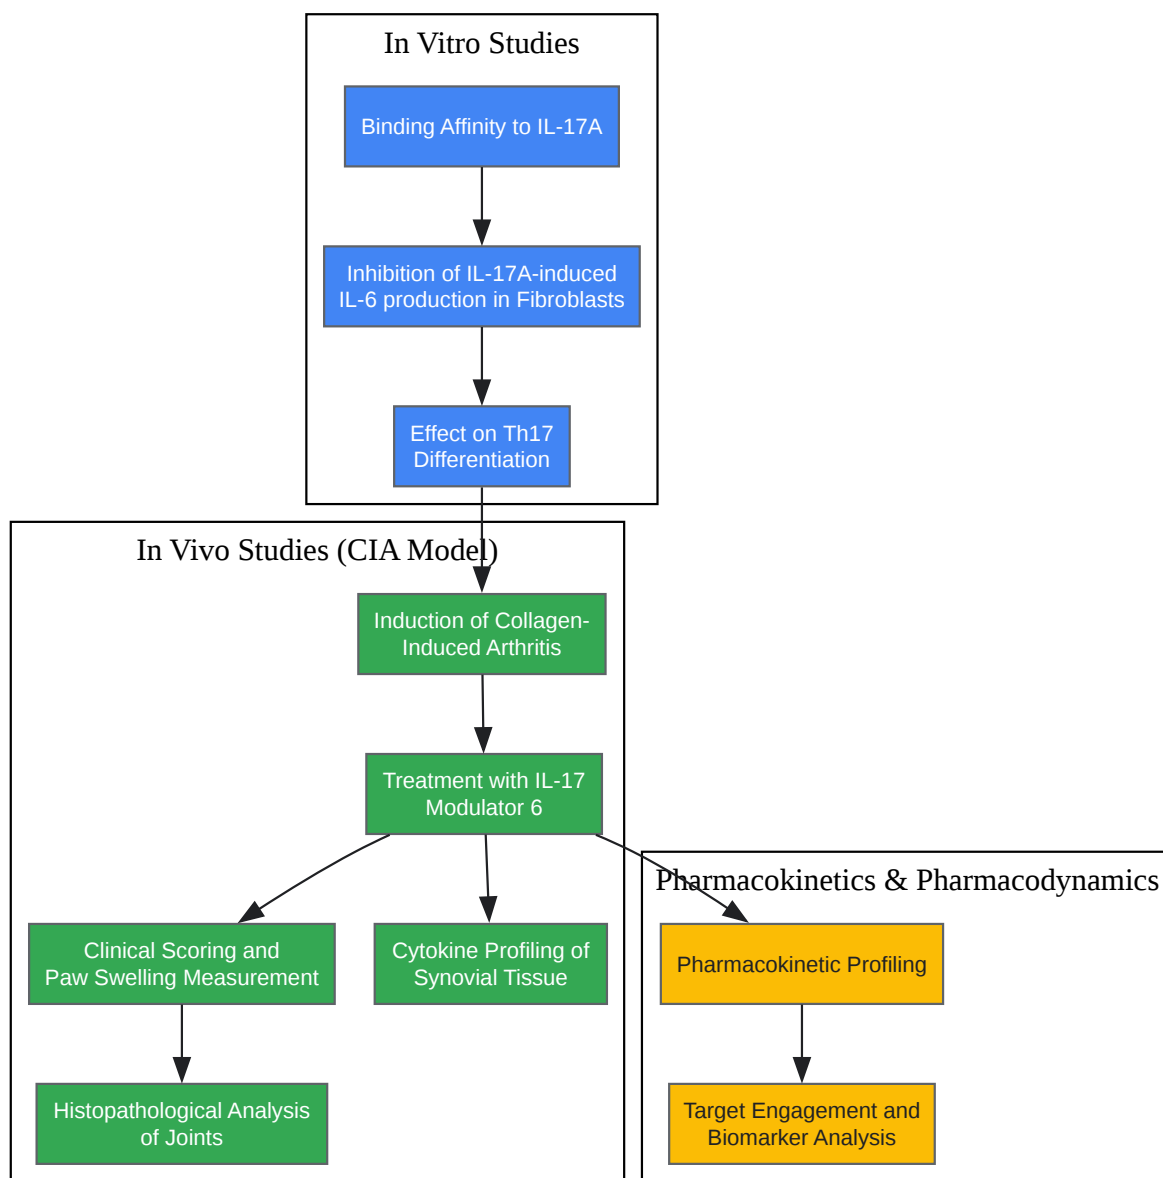 In Vitro Studies
Binding Affinity to IL-17A
Inhibition of IL-17A-induced
IL-6 production in Fibroblasts
Effect on Th17
Differentiation
In Vivo Studies (CIA Model)
Induction of Collagen-
Induced Arthritis
Treatment with IL-17
Modulator 6
Clinical Scoring and
Paw Swelling Measurement
Cytokine Profiling of
Synovial Tissue
Histopathological Analysis
of Joints
Pharmacokinetics & Pharmacodynamics
Pharmacokinetic Profiling
Target Engagement and
Biomarker Analysis